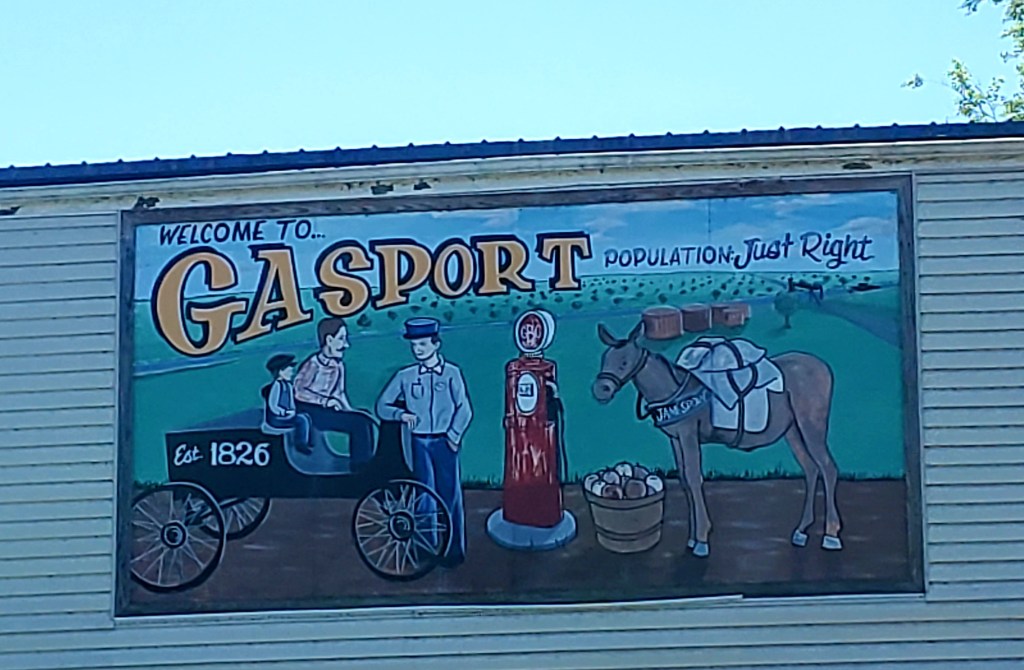 WELCOME TO...
GASPORT
POPULATION: Just Right
Est. 1826